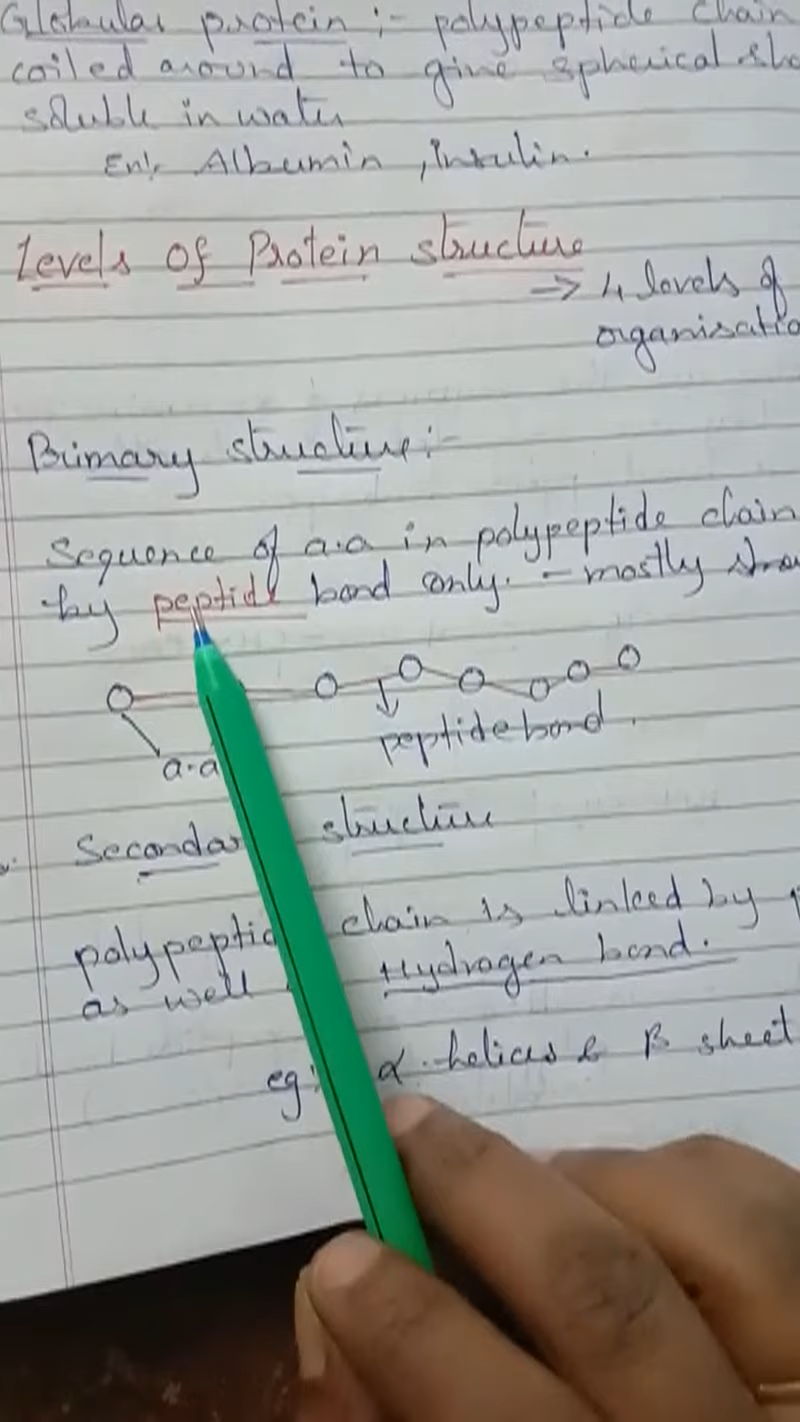 Globular protein :- polypeptide chain
coiled around to give spherical
soluble in water
Albumin, Insulin.
Levels of Protein structure
→ 4 levels of
organisatio
Primary structure :-
Sequence of a.a in polypeptide chain
by peptide bond only. - mostly
peptide bond.
a.a
Secondar structure
polypeptid chain is linked by p
as well Hydrogen bond.
eg: α-helices & β sheet